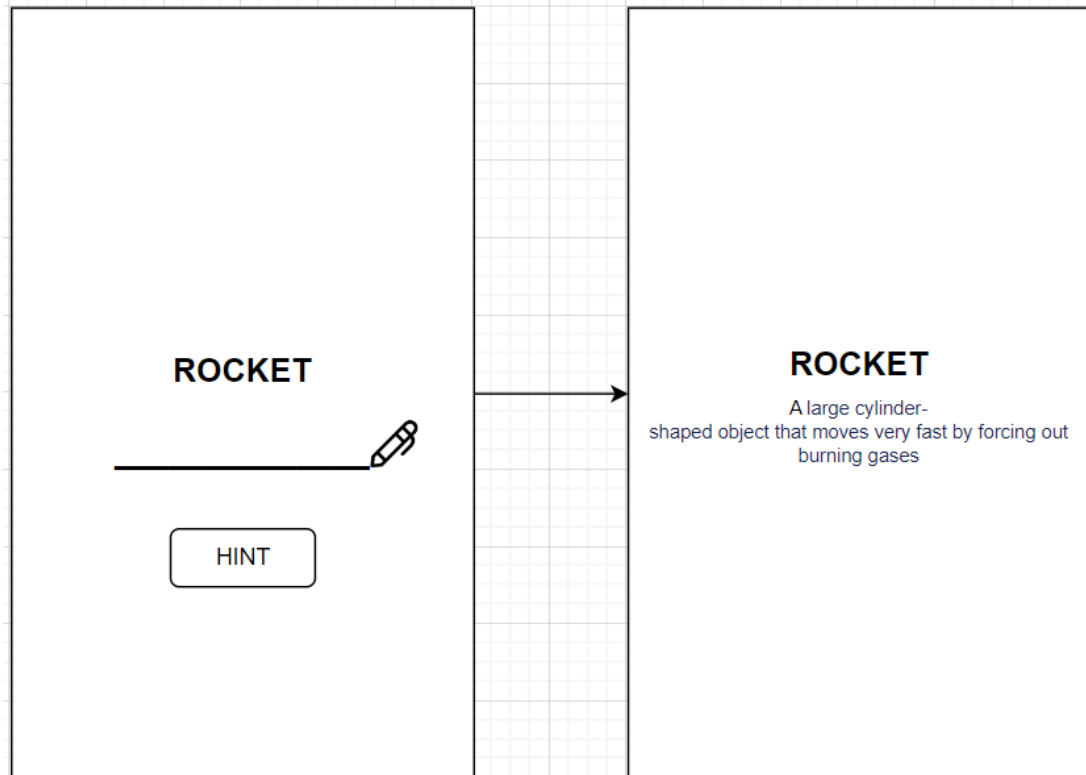 ROCKET
HINT
ROCKET
A large cylinder-
shaped object that moves very fast by forcing out
burning gases